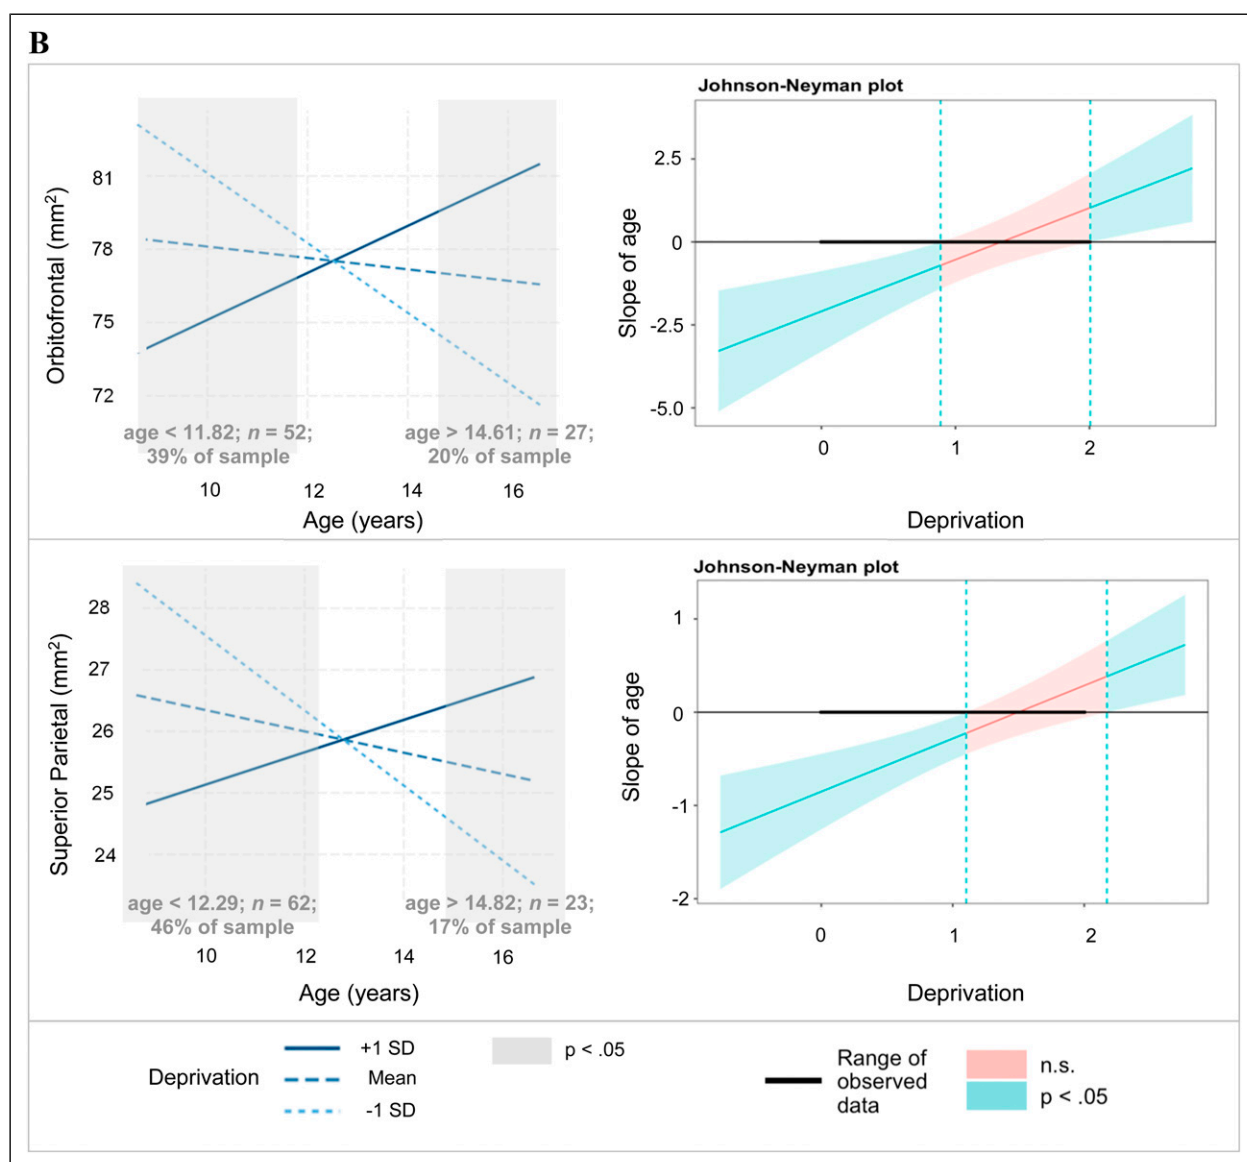 B
Johnson-Neyman plot
Orbitofrontal (mm²)
81
78
75
72
age < 11.82; n = 52;
39% of sample
age > 14.61; n = 27;
20% of sample
10
12
14
16
Age (years)
Slope of age
2.5
0
-2.5
-5.0
0
1
2
Deprivation
Johnson-Neyman plot
Superior Parietal (mm²)
28
27
26
25
24
age < 12.29; n = 62;
46% of sample
age > 14.82; n = 23;
17% of sample
10
12
14
16
Age (years)
Slope of age
1
0
-1
-2
0
1
2
Deprivation
Deprivation
+1 SD
Mean
-1 SD
p < .05
Range of
observed
data
n.s.
p < .05